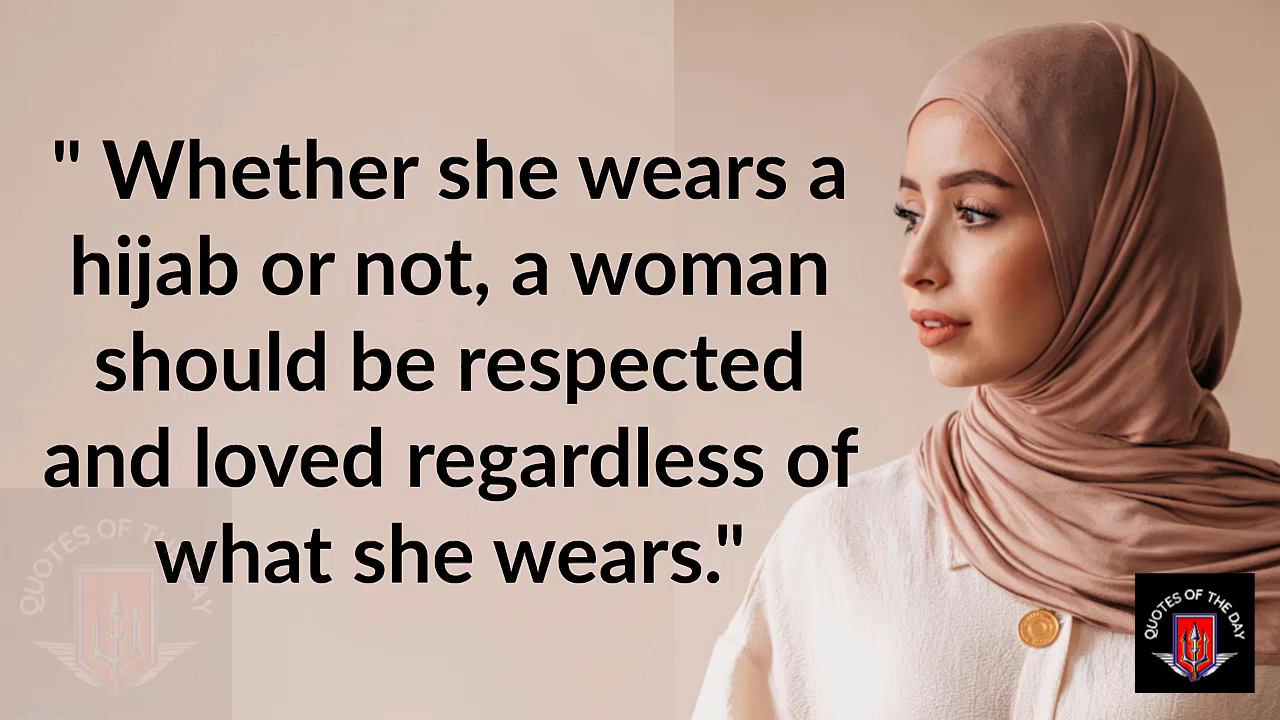 " Whether she wears a
hijab or not, a woman
should be respected
and loved regardless of
what she wears."
QUOTES OF THE DAY
QUOTES OF THE DAY